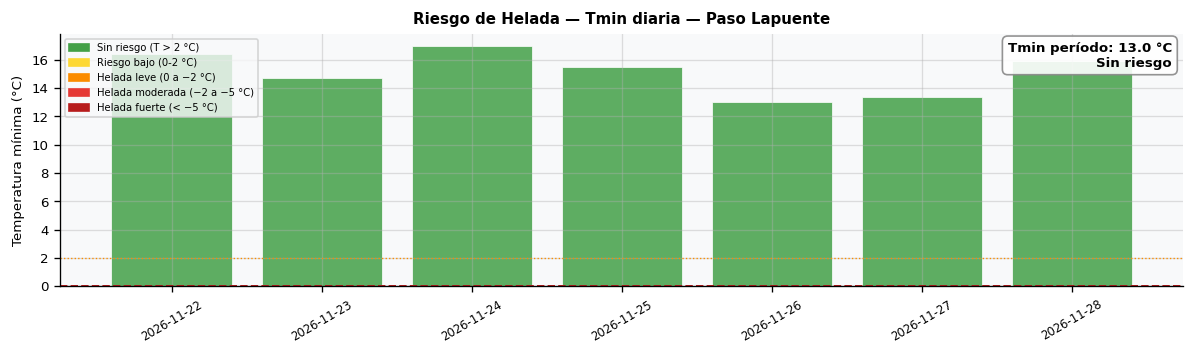 Riesgo de Helada — Tmin diaria — Paso Lapuente
Temperatura mínima (°C)
16
14
12
10
8
6
4
2
0
Sin riesgo (T > 2 °C)
Riesgo bajo (0-2 °C)
Helada leve (0 a −2 °C)
Helada moderada (−2 a −5 °C)
Helada fuerte (< −5 °C)
Tmin período: 13.0 °C
Sin riesgo
2026-11-22
2026-11-23
2026-11-24
2026-11-25
2026-11-26
2026-11-27
2026-11-28